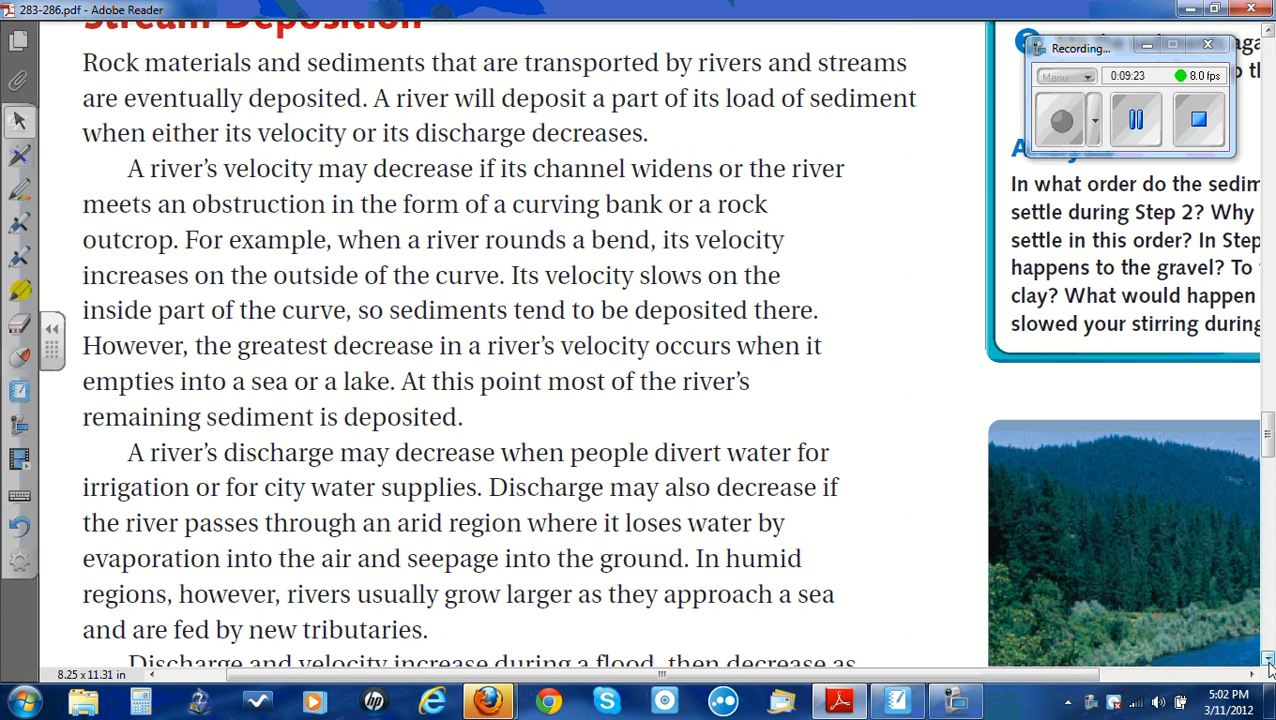 283-286.pdf - Adobe Reader
Stream Deposition
Rock materials and sediments that are transported by rivers and streams
are eventually deposited. A river will deposit a part of its load of sediment
when either its velocity or its discharge decreases.
A river's velocity may decrease if its channel widens or the river
meets an obstruction in the form of a curving bank or a rock
outcrop. For example, when a river rounds a bend, its velocity
increases on the outside of the curve. Its velocity slows on the
inside part of the curve, so sediments tend to be deposited there.
However, the greatest decrease in a river's velocity occurs when it
empties into a sea or a lake. At this point most of the river's
remaining sediment is deposited.
A river's discharge may decrease when people divert water for
irrigation or for city water supplies. Discharge may also decrease if
the river passes through an arid region where it loses water by
evaporation into the air and seepage into the ground. In humid
regions, however, rivers usually grow larger as they approach a sea
and are fed by new tributaries.
Discharge and velocity increase during a flood, then decrease as
Recording...
Menu
0:09:23
8.0 fps
In what order do the sedim
settle during Step 2? Why
settle in this order? In Step
happens to the gravel? To
clay? What would happen
slowed your stirring during
8.25 x 11.31 in
5:02 PM
3/11/2012